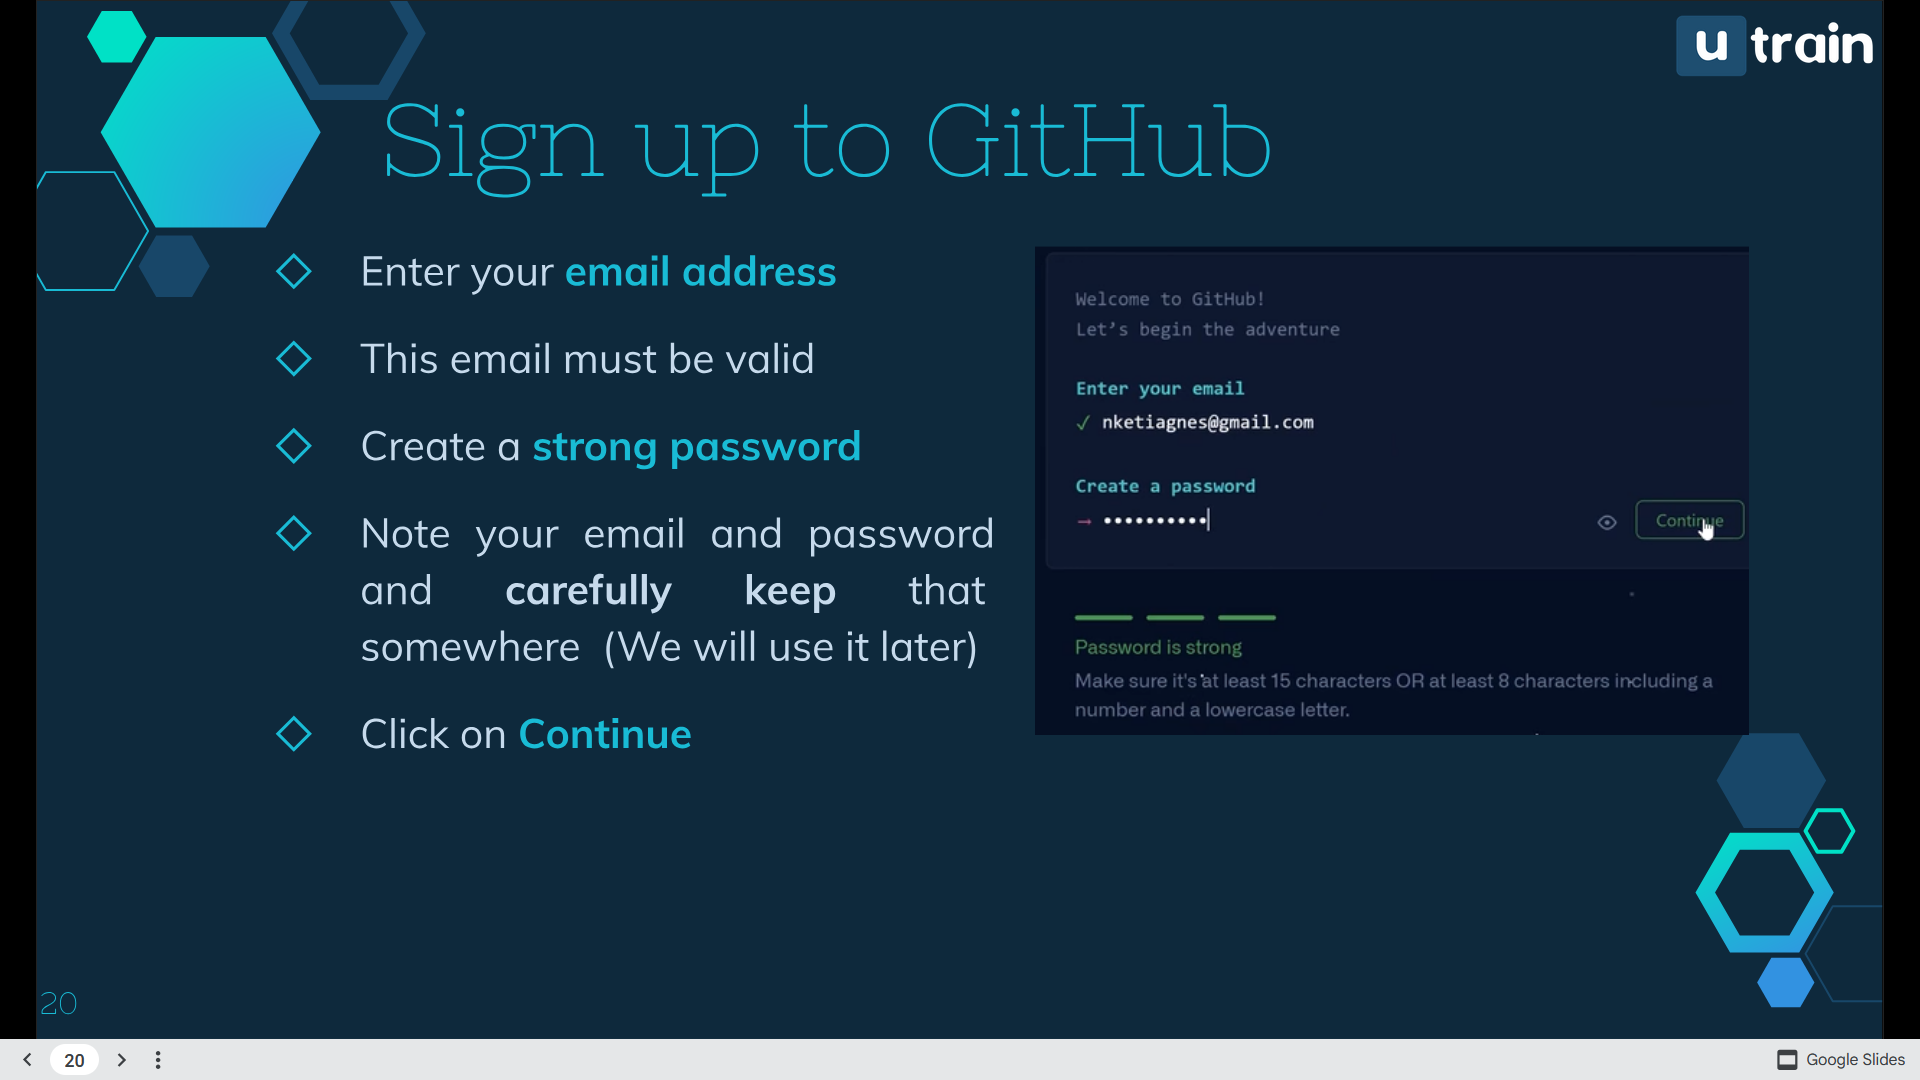 u train
Sign up to GitHub
Enter your email address
This email must be valid
Create a strong password
Note your email and password
and carefully keep that
somewhere (We will use it later)
Click on Continue
Welcome to GitHub!
Let’s begin the adventure
Enter your email
✓ nketiagnes@gmail.com
Create a password
→ ••••••••••
Continue
Password is strong
Make sure it's at least 15 characters OR at least 8 characters including a
number and a lowercase letter.
20
20
Google Slides